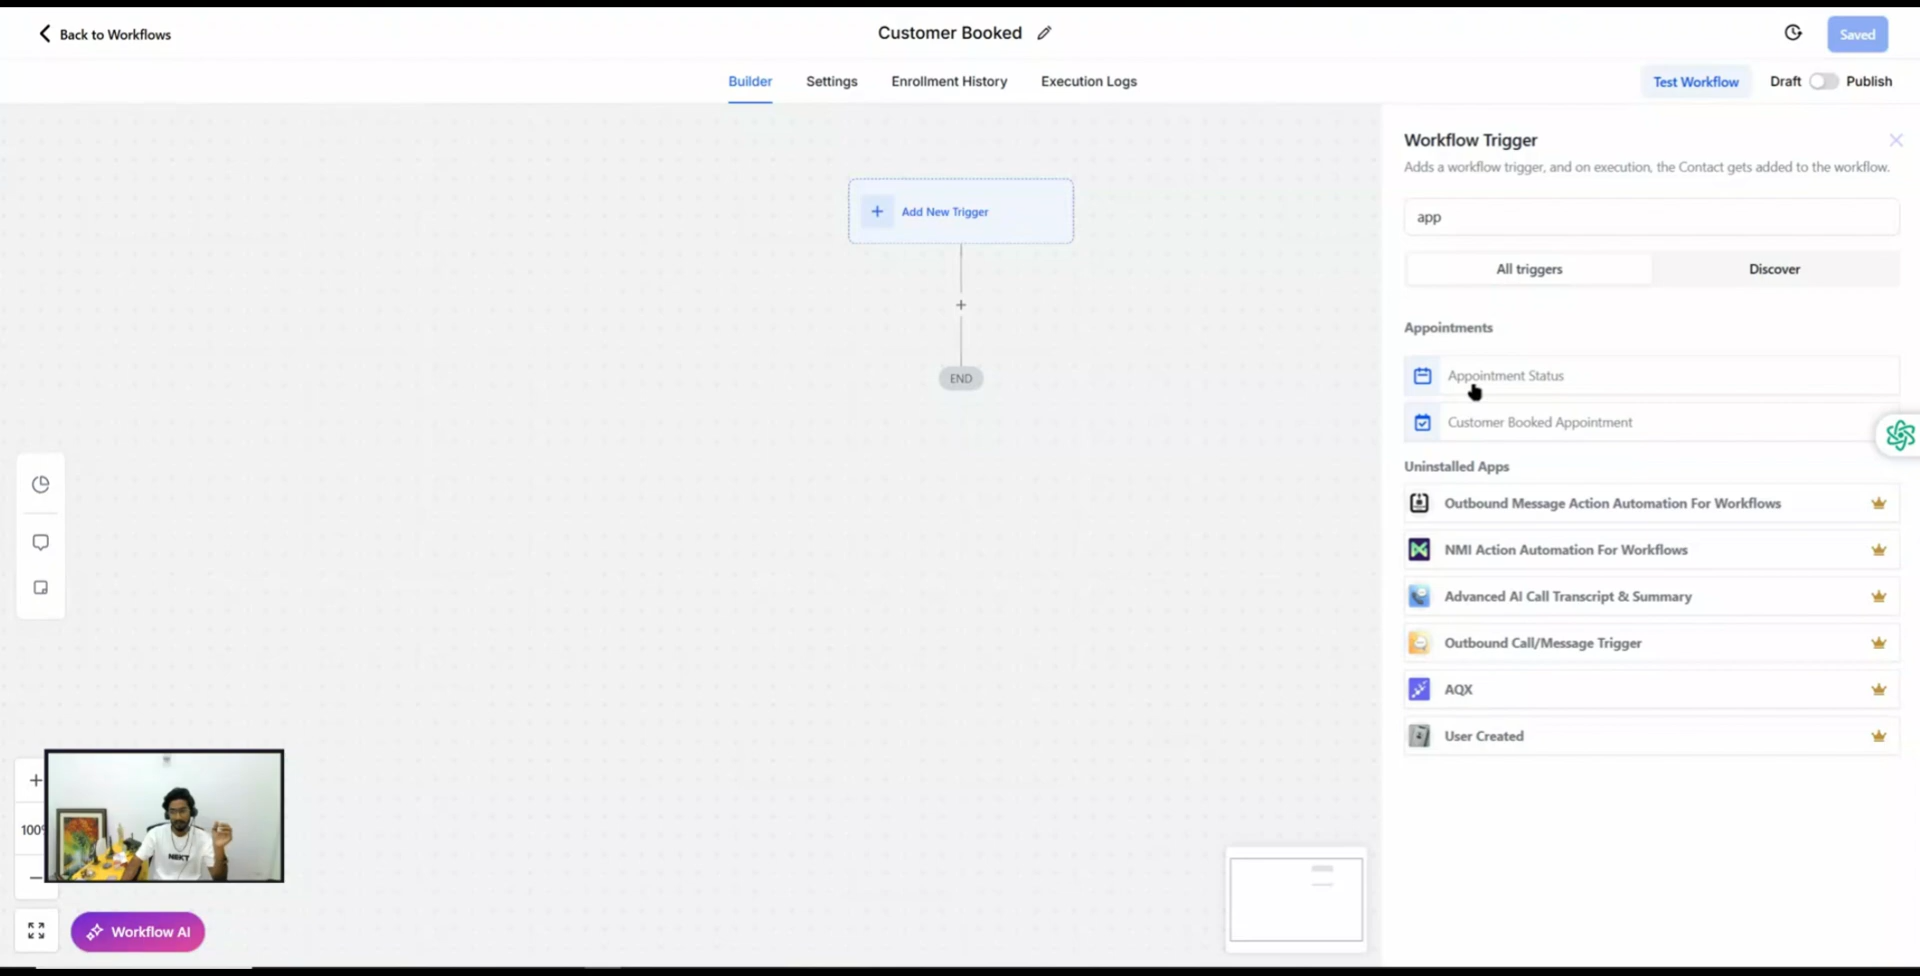 Back to Workflows
Customer Booked
Saved
Builder
Settings
Enrollment History
Execution Logs
Test Workflow
Draft
Publish
Workflow Trigger
Adds a workflow trigger, and on execution, the Contact gets added to the workflow.
app
All triggers
Discover
Add New Trigger
END
Appointments
Appointment Status
Customer Booked Appointment
Uninstalled Apps
Outbound Message Action Automation For Workflows
NMI Action Automation For Workflows
Advanced AI Call Transcript & Summary
Outbound Call/Message Trigger
AQX
User Created
100
Workflow AI